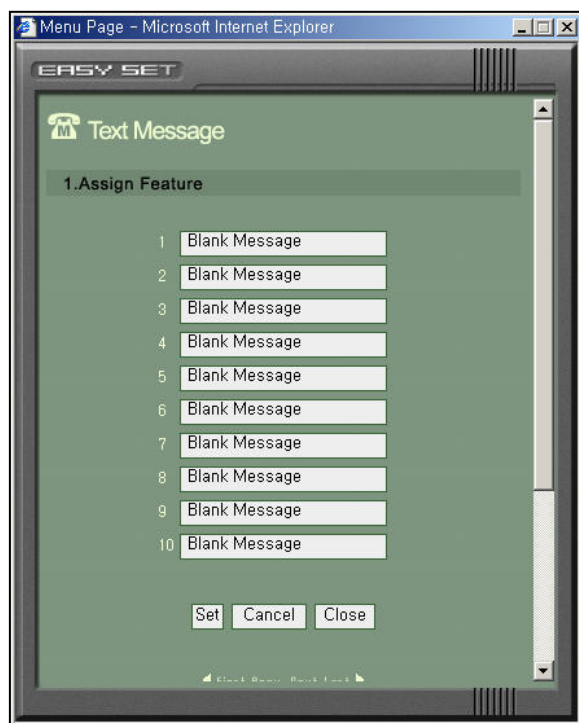 Menu Page - Microsoft Internet Explorer
EASY SET
M Text Message
1.Assign Feature
1 Blank Message
2 Blank Message
3 Blank Message
4 Blank Message
5 Blank Message
6 Blank Message
7 Blank Message
8 Blank Message
9 Blank Message
10 Blank Message
Set Cancel Close